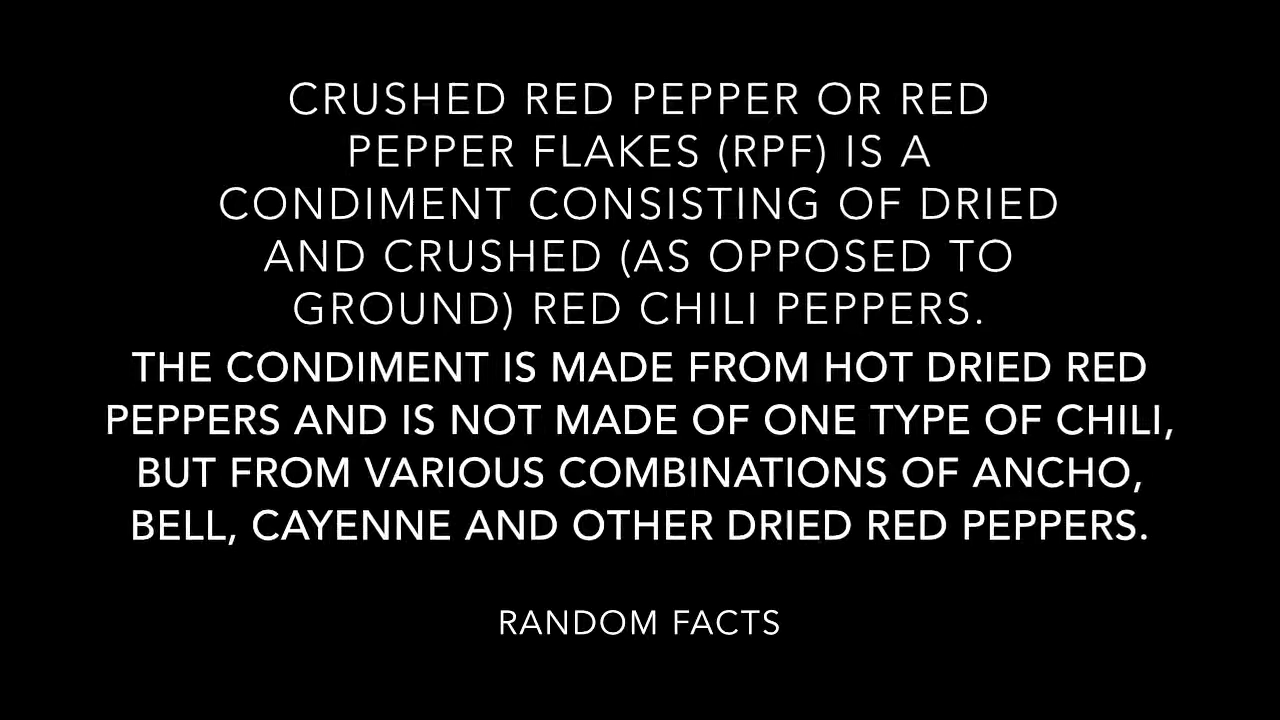 CRUSHED RED PEPPER OR RED
PEPPER FLAKES (RPF) IS A
CONDIMENT CONSISTING OF DRIED
AND CRUSHED (AS OPPOSED TO
GROUND) RED CHILI PEPPERS.
THE CONDIMENT IS MADE FROM HOT DRIED RED
PEPPERS AND IS NOT MADE OF ONE TYPE OF CHILI,
BUT FROM VARIOUS COMBINATIONS OF ANCHO,
BELL, CAYENNE AND OTHER DRIED RED PEPPERS.
RANDOM FACTS